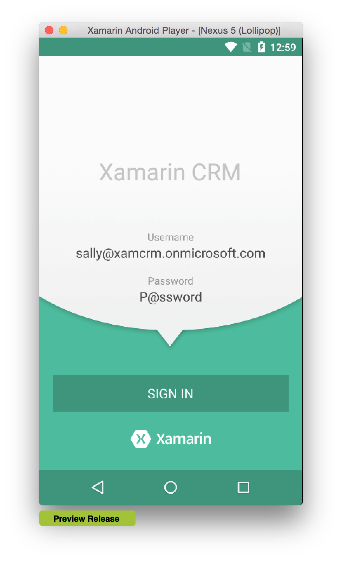 Xamarin Android Player - [Nexus 5 (Lollipop)]
12:59
Xamarin CRM
Username
sally@xamcrm.onmicrosoft.com
Password
P@ssword
SIGN IN
Xamarin
Preview Release